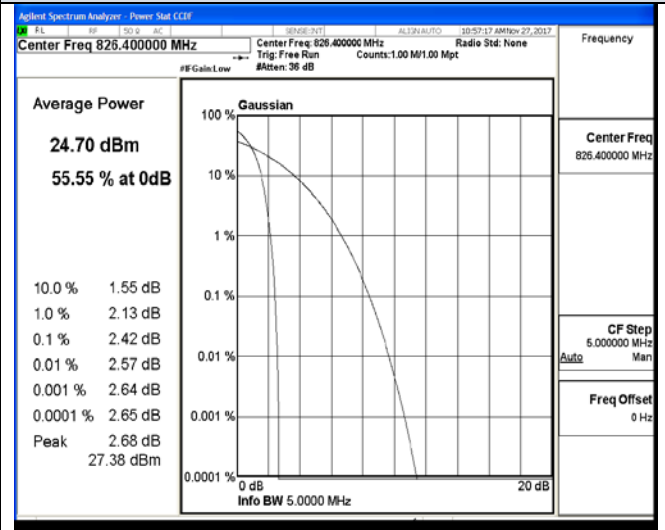 Agilent Spectrum Analyzer - Power Stat CCDF
RL RF 50 Ω AC SENSE:INT ALIGN AUTO 10:57:17 AM Nov 27, 2017
Center Freq 826.400000 MHz
Center Freq: 826.400000 MHz Radio Std: None
Trig: Free Run Counts:1.00 M/1.00 Mpt
#IFGain:Low #Atten: 36 dB
Frequency
Average Power
24.70 dBm
55.55 % at 0dB
10.0 % 1.55 dB
1.0 % 2.13 dB
0.1 % 2.42 dB
0.01 % 2.57 dB
0.001 % 2.64 dB
0.0001 % 2.65 dB
Peak 2.68 dB
27.38 dBm
Gaussian
100 %
10 %
1 %
0.1 %
0.01 %
0.001 %
0.0001 %
0 dB 20 dB
Info BW 5.0000 MHz
Center Freq
826.400000 MHz
CF Step
5.000000 MHz
Auto Man
Freq Offset
0 Hz